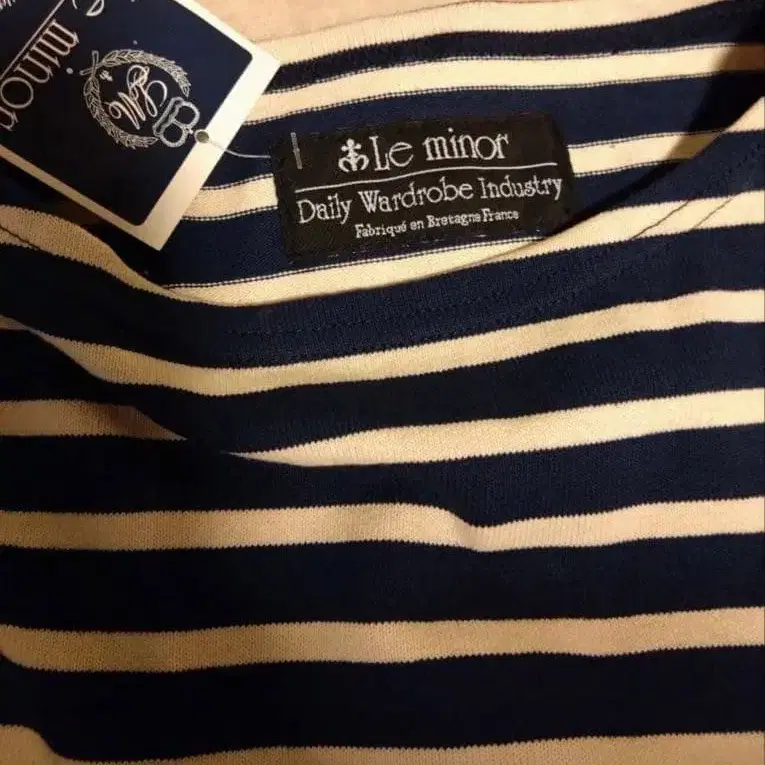 minor
Le minor
Daily Wardrobe Industry
Fabriqué en Bretagne France